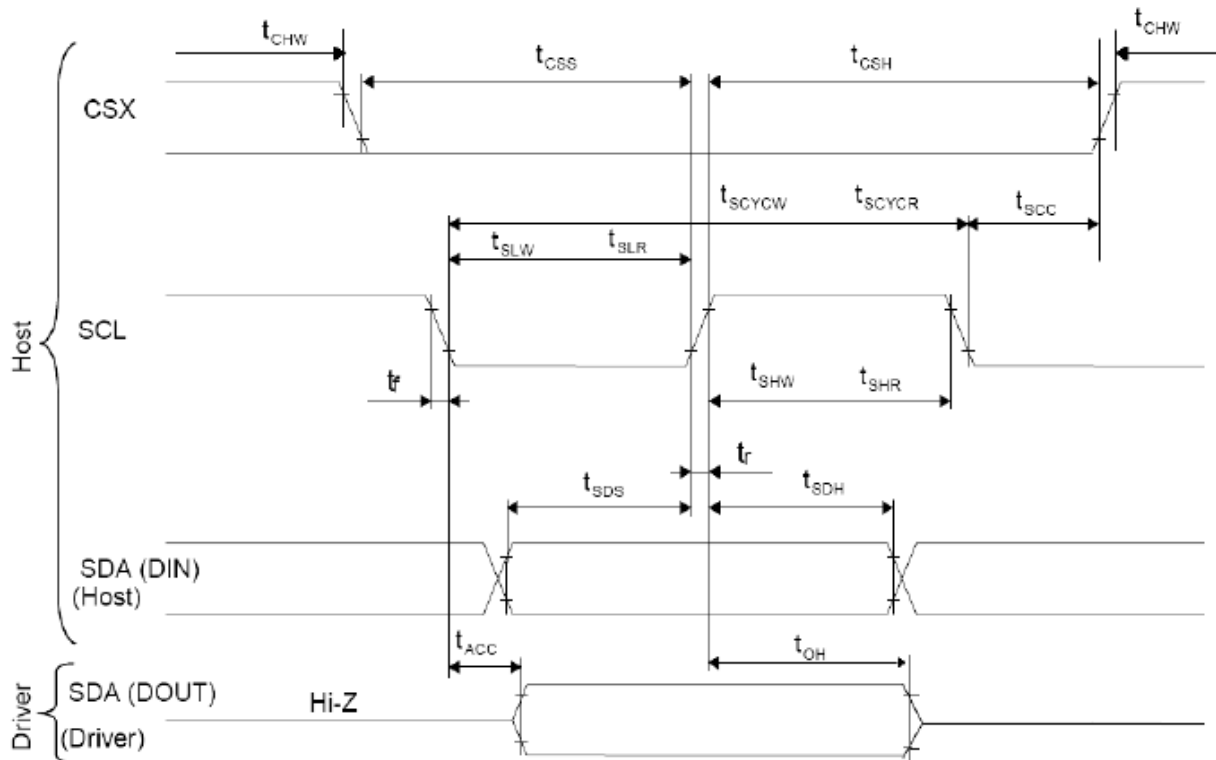 tCHW
tCHW
tCSS
tCSH
CSX
tSCYCW
tSCYCR
tSCC
tSLW
tSLR
Host
SCL
tf
tSHW
tSHR
tr
tSDS
tSDH
SDA (DIN)
(Host)
tACC
tOH
Driver
SDA (DOUT)
Hi-Z
(Driver)